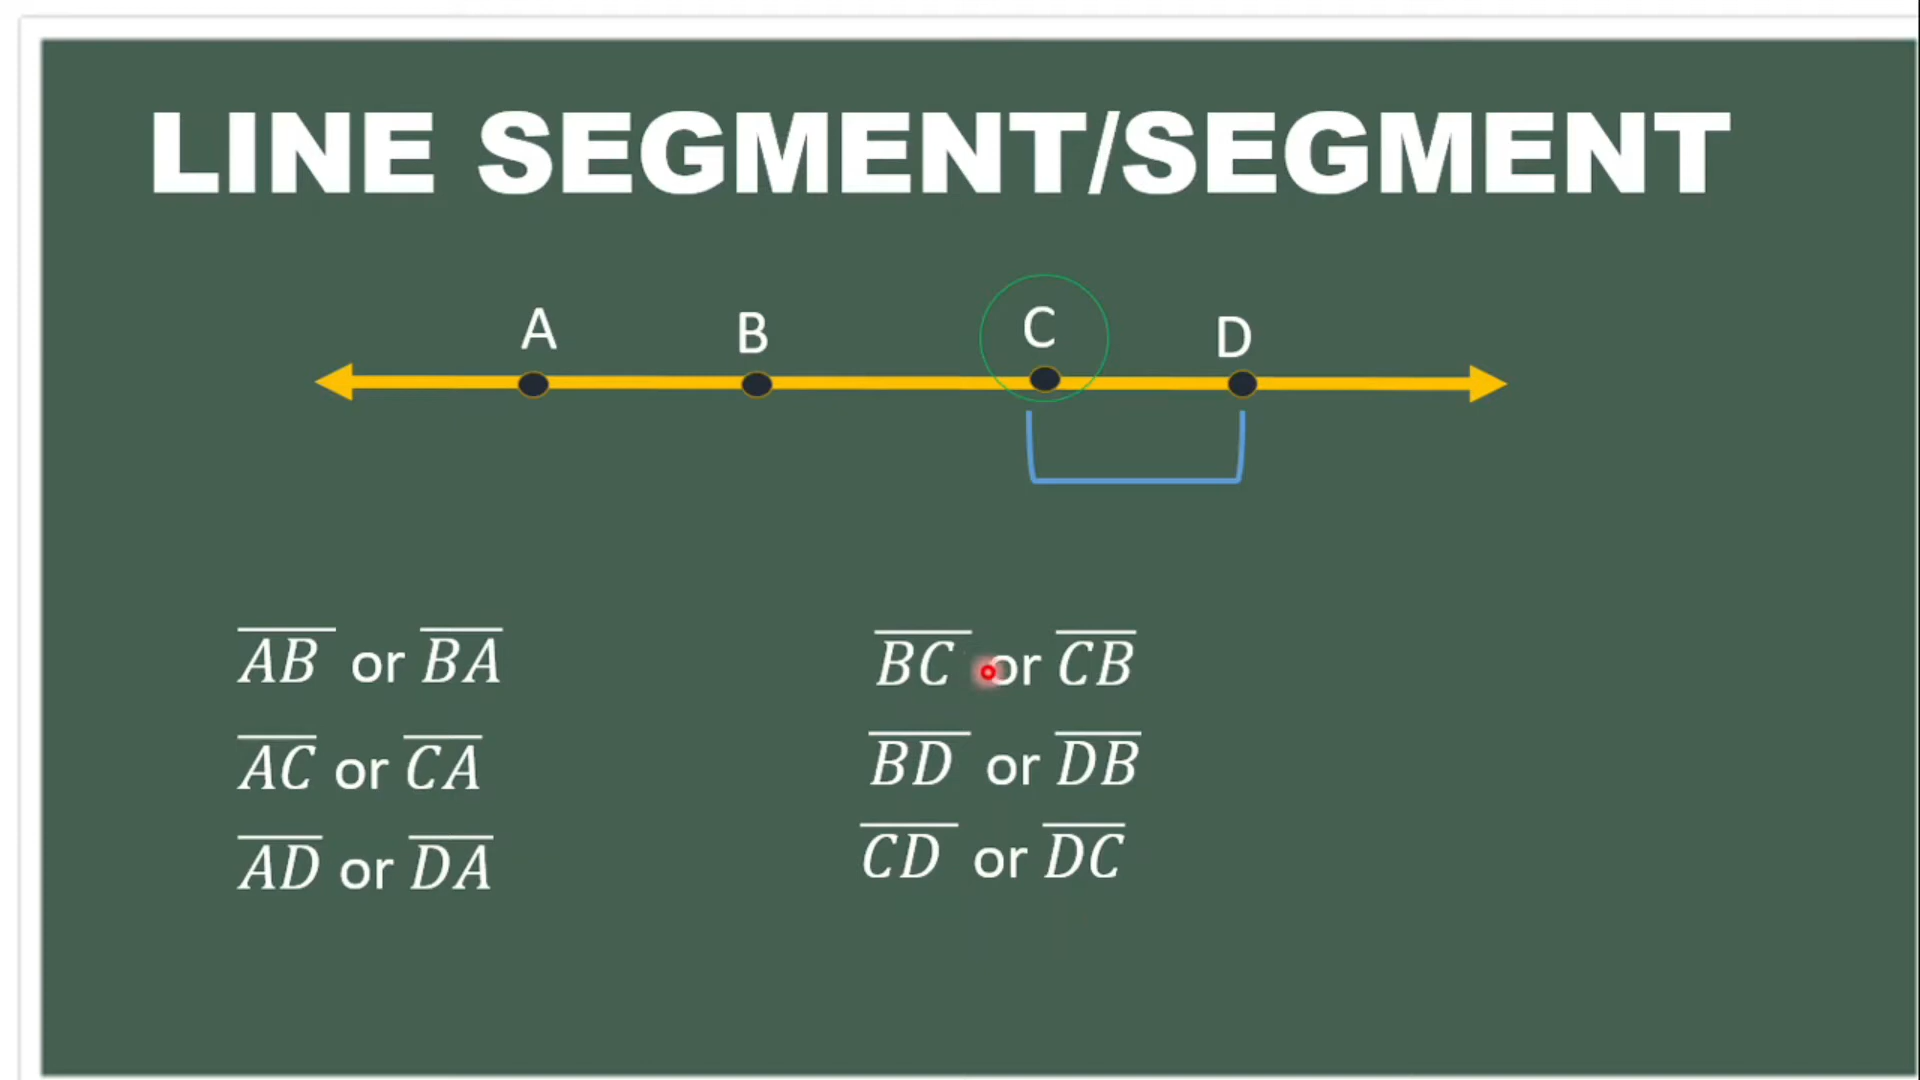 LINE SEGMENT/SEGMENT
A B C D
AB or BA
AC or CA
AD or DA
BC or CB
BD or DB
CD or DC